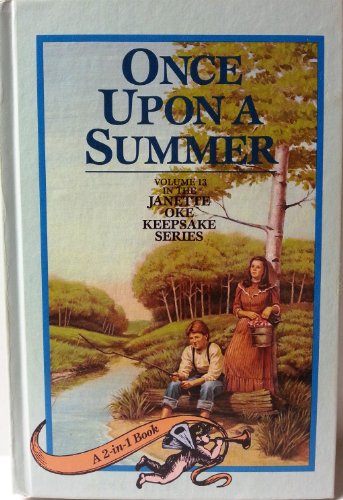 ONCE
UPON A
SUMMER
VOLUME 13
IN THE
JANETTE
OKE
KEEPSAKE
SERIES
A 2-in-1 Book